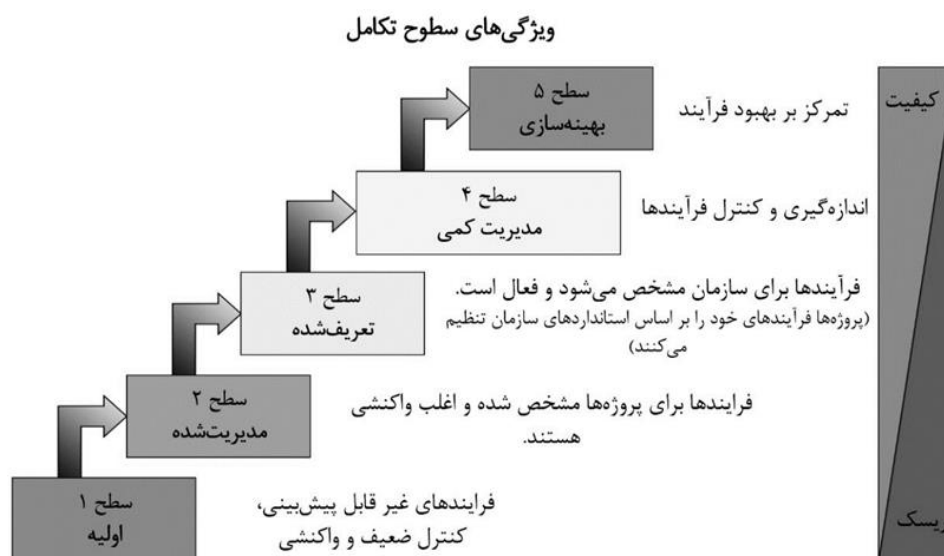 ویژگی‌های سطوح تکامل
سطح ۵
بهینه‌سازی
تمرکز بر بهبود فرآیند
کیفیت
سطح ۴
مدیریت کمی
اندازه‌گیری و کنترل فرآیندها
سطح ۳
تعریف‌شده
فرآیندها برای سازمان مشخص می‌شود و فعال است.
(پروژه‌ها فرآیندهای خود را بر اساس استانداردهای سازمان تنظیم
می‌کنند)
سطح ۲
مدیریت‌شده
فرایندها برای پروژه‌ها مشخص شده و اغلب واکنشی
هستند.
سطح ۱
اولیه
فرایندهای غیر قابل پیش‌بینی،
کنترل ضعیف و واکنشی
ریسک